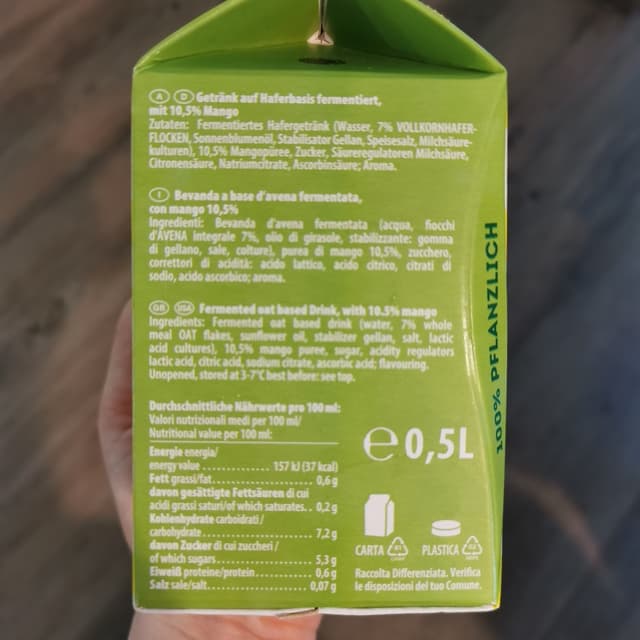 A D Getränk auf Haferbasis fermentiert,
mit 10,5% Mango
Zutaten: Fermentiertes Hafergetränk (Wasser, 7% VOLLKORNHAFER-
FLOCKEN, Sonnenblumenöl, Stabilisator Gellan, Speisesalz, Milchsäure-
kulturen), 10,5% Mangopüree, Zucker, Säureregulatoren Milchsäure,
Citronensäure, Natriumcitrate, Ascorbinsäure; Aroma.
I Bevanda a base d'avena fermentata,
con mango 10,5%
Ingredienti: Bevanda d'avena fermentata (acqua, fiocchi
d'AVENA integrale 7%, olio di girasole, stabilizzante: gomma
di gellano, sale, colture), purea di mango 10,5%, zucchero,
correttori di acidità: acido lattico, acido citrico, citrati di
sodio, acido ascorbico; aroma.
GB USA Fermented oat based Drink, with 10.5% mango
Ingredients: Fermented oat based drink (water, 7% whole
meal OAT flakes, sunflower oil, stabilizer gellan, salt, lactic
acid cultures), 10,5% mango puree, sugar, acidity regulators
lactic acid, citric acid, sodium citrate, ascorbic acid; flavouring.
Unopened, stored at 3-7°C best before: see top.
Durchschnittliche Nährwerte pro 100 ml:
Valori nutrizionali medi per 100 ml/
Nutritional value per 100 ml:
Energie energia/
energy value 157 kJ (37 kcal)
Fett grassi/fat 0,6 g
davon gesättigte Fettsäuren di cui
acidi grassi saturi/of which saturates.. 0,2 g
Kohlenhydrate carboidrati/
carbohydrate 7,2 g
davon Zucker di cui zuccheri/
of which sugars 5,3 g
Eiweiß proteine/protein 0,6 g
Salz sale/salt 0,07 g
e 0,5L
CARTA PLASTICA
Raccolta Differenziata. Verifica
le disposizioni del tuo Comune.
100% PFLANZLICH